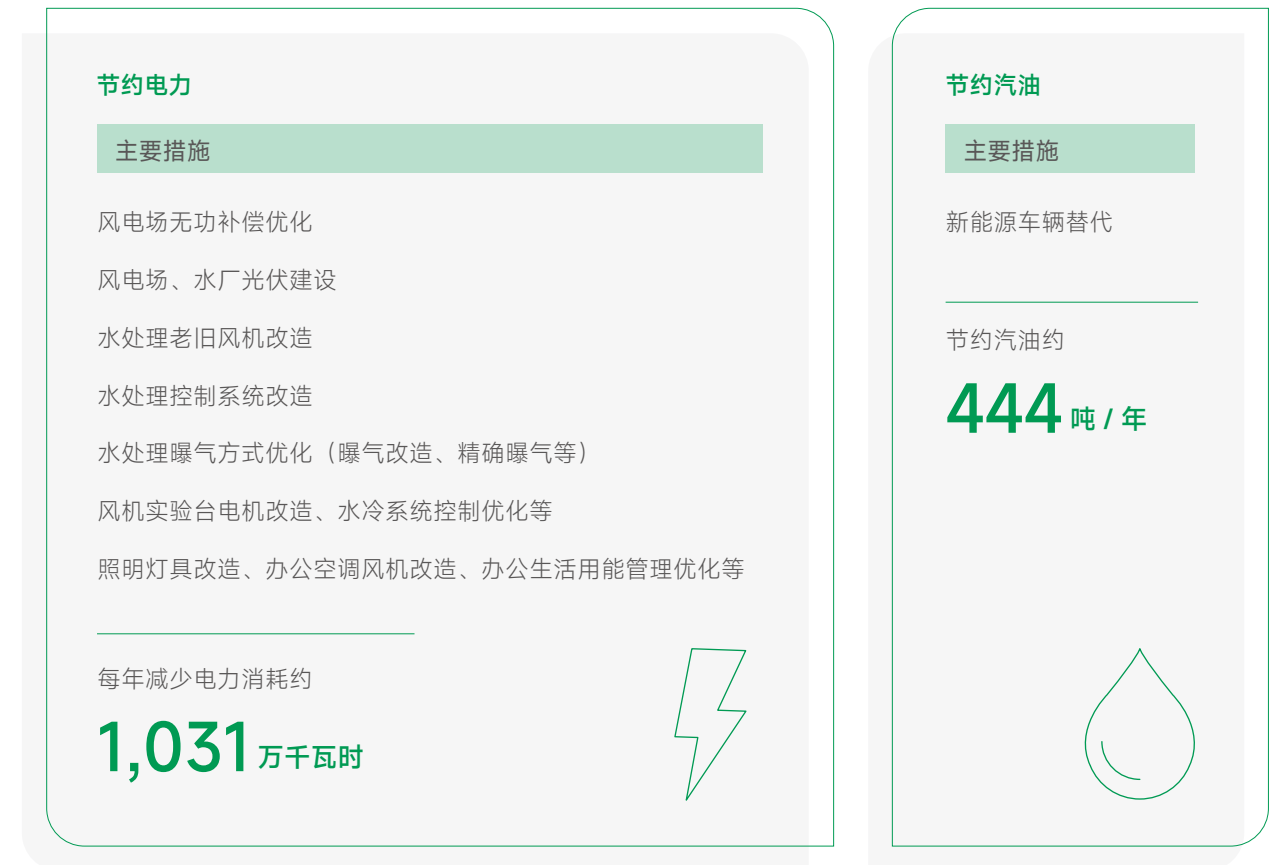 节约电力
主要措施
风电场无功补偿优化
风电场、水厂光伏建设
水处理老旧风机改造
水处理控制系统改造
水处理曝气方式优化（曝气改造、精确曝气等）
风机实验台电机改造、水冷系统控制优化等
照明灯具改造、办公空调风机改造、办公生活用能管理优化等
每年减少电力消耗约
1,031 万千瓦时
节约汽油
主要措施
新能源车辆替代
节约汽油约
444 吨 / 年